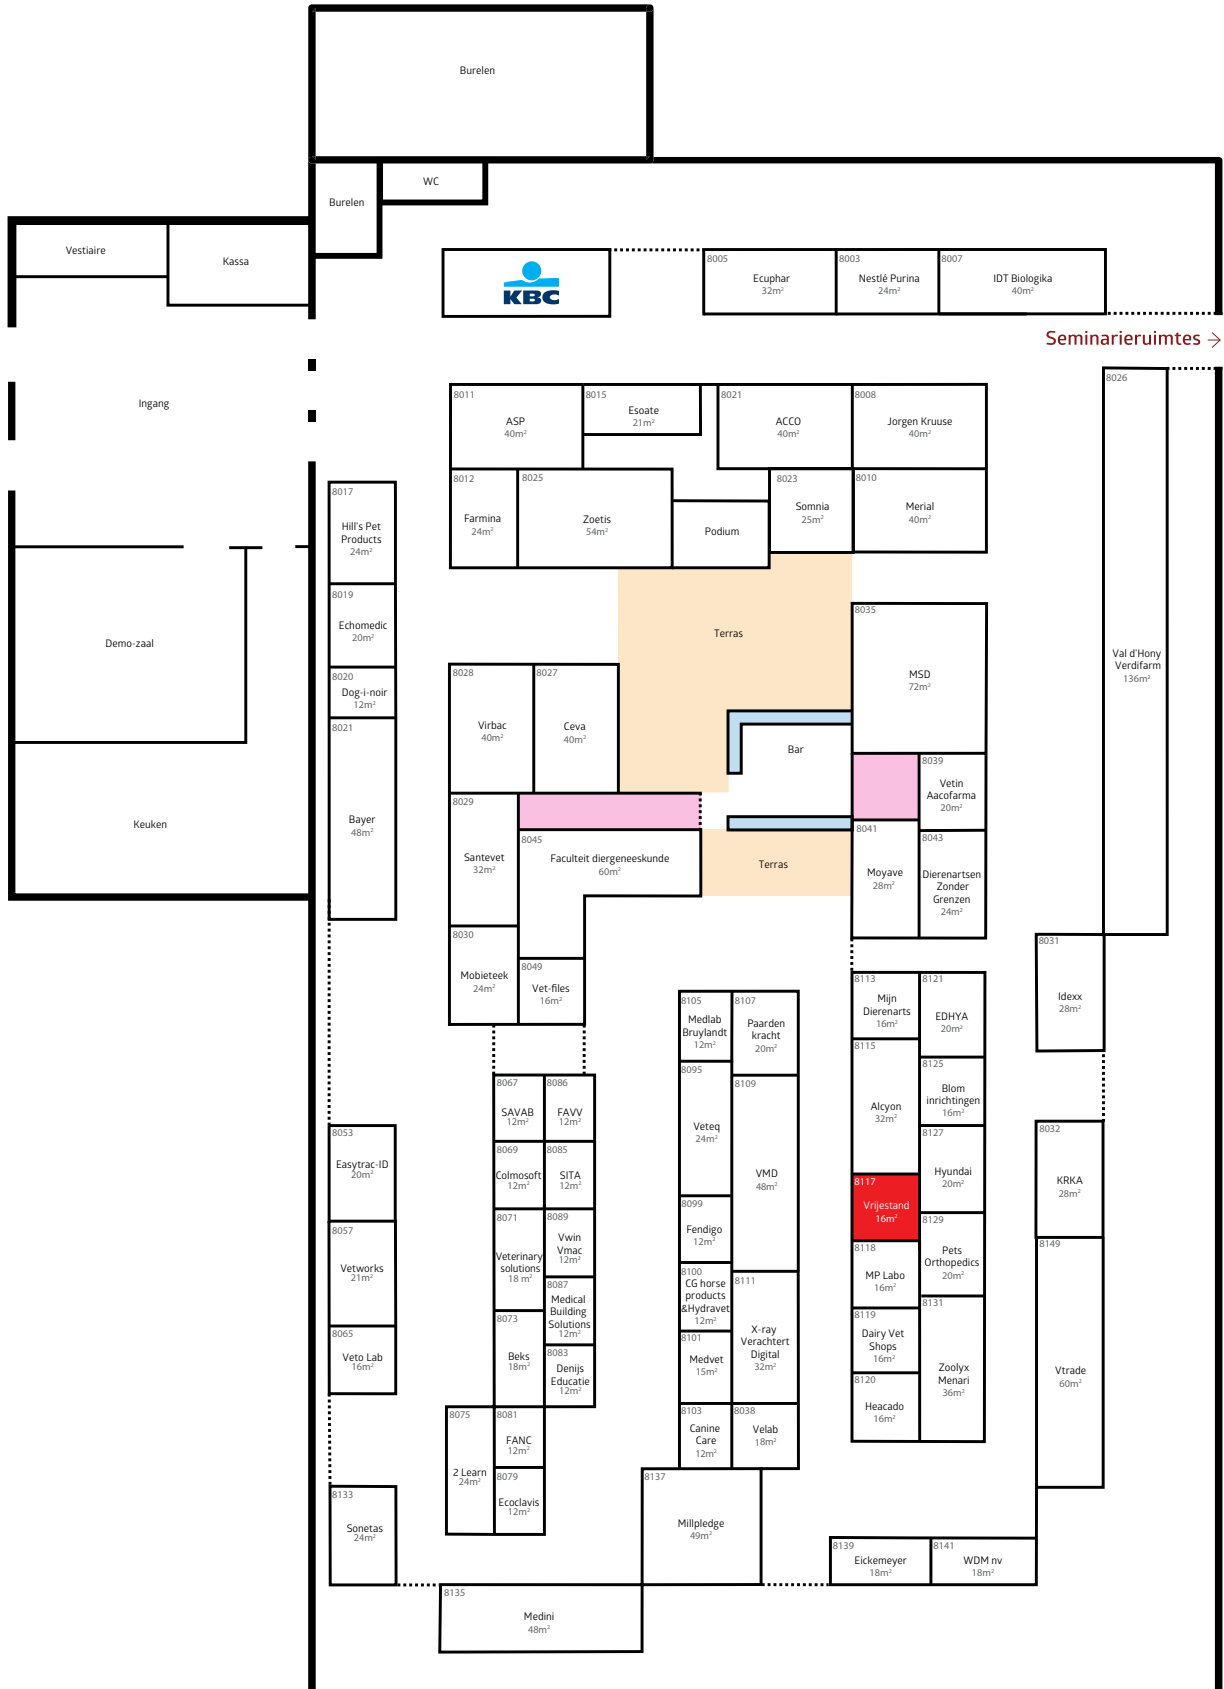 Burelen
WC
Burelen
Vestiaire
Kassa
KBC
8005
Ecuphar
32m²
8003
Nestlé Purina
24m²
8007
IDT Biologika
40m²
Seminarieruimtes
Ingang
8011
ASP
40m²
8015
Esoate
21m²
8021
ACCO
40m²
8008
Jorgen Kruuse
40m²
8026
Val d'Hony
Verdifarm
136m²
8012
Farmina
24m²
8025
Zoetis
54m²
Podium
8023
Somnia
25m²
8010
Merial
40m²
8017
Hill's Pet
Products
24m²
8019
Echomedic
20m²
8020
Dog-i-noir
12m²
8021
Bayer
48m²
Demo-zaal
Keuken
Terras
8035
MSD
72m²
8028
Virbac
40m²
8027
Ceva
40m²
Bar
8039
Vetin
Aacofarma
20m²
8029
Santevet
32m²
8045
Faculteit diergeneeskunde
60m²
Terras
8041
Moyave
28m²
8043
Dierenartsen
Zonder
Grenzen
24m²
8030
Mobieteek
24m²
8049
Vet-files
16m²
8031
Idexx
28m²
8105
Medlab
Bruylandt
12m²
8107
Paarden
kracht
20m²
8113
Mijn
Dierenarts
16m²
8121
EDHYA
20m²
8115
Alcyon
32m²
8125
Blom
inrichtingen
16m²
8067
SAVAB
12m²
8086
FAVV
12m²
8095
Veteq
24m²
8109
VMD
48m²
8053
Easytrac-ID
20m²
8069
Colmosoft
12m²
8085
SITA
12m²
8127
Hyundai
20m²
8032
KRKA
28m²
8117
Vrijestand
16m²
8057
Vetworks
21m²
8071
Veterinary
solutions
18 m²
8089
Vwin
Vmac
12m²
8099
Fendigo
12m²
8129
Pets
Orthopedics
20m²
8118
MP Labo
16m²
8149
Vtrade
60m²
8087
Medical
Building
Solutions
12m²
8100
CG horse
products
&Hydravet
12m²
8111
X-ray
Verachtert
Digital
32m²
8131
Zoolyx
Menari
36m²
8119
Dairy Vet
Shops
16m²
8065
Veto Lab
16m²
8073
Beks
18m²
8083
Denijs
Educatie
12m²
8101
Medvet
15m²
8120
Heacado
16m²
8075
2 Learn
24m²
8081
FANC
12m²
8103
Canine
Care
12m²
8038
Velab
18m²
8079
Ecoclavis
12m²
8137
Millpledge
49m²
8133
Sonetas
24m²
8139
Eickemeyer
18m²
8141
WDM nv
18m²
8135
Medini
48m²